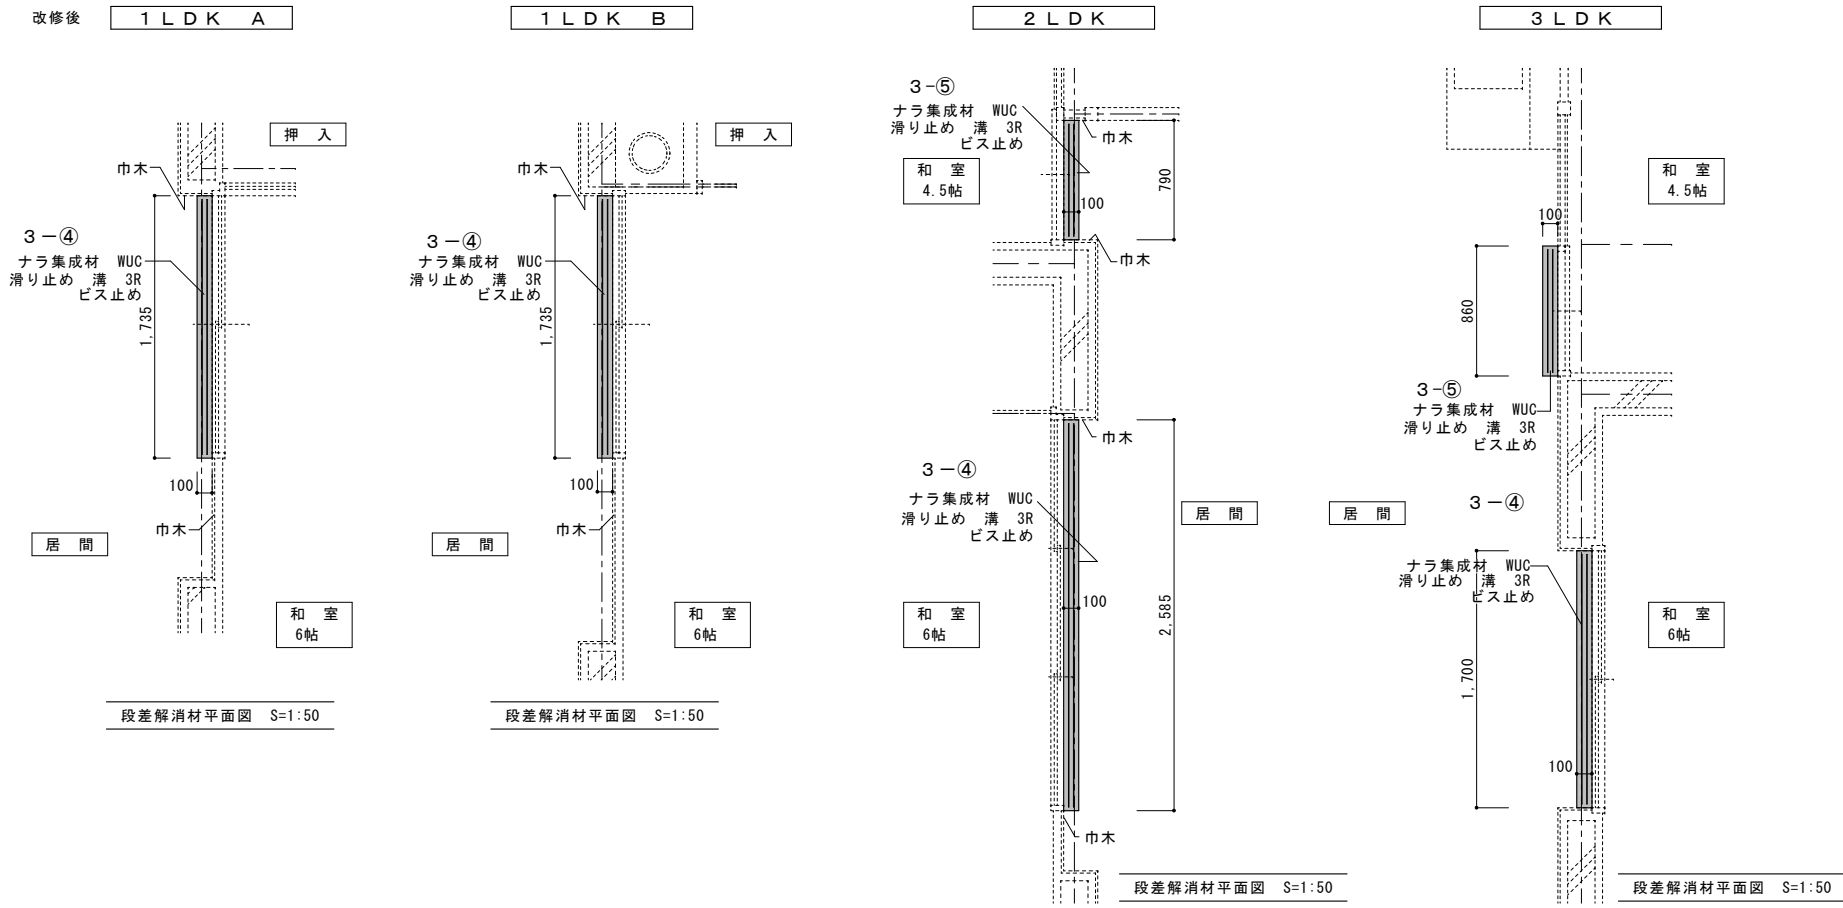 改修後
1LDK A
押 入
巾木
3-④
ナラ集成材 WUC
滑り止め 溝 3R
ビス止め
1,735
100
巾木
居 間
和 室
6帖
段差解消材平面図 S=1:50
1LDK B
押 入
巾木
3-④
ナラ集成材 WUC
滑り止め 溝 3R
ビス止め
1,735
100
巾木
居 間
和 室
6帖
段差解消材平面図 S=1:50
2LDK
3-⑤
ナラ集成材 WUC
滑り止め 溝 3R
ビス止め
巾木
和 室
4.5帖
790
100
巾木
巾木
3-④
ナラ集成材 WUC
滑り止め 溝 3R
ビス止め
居 間
100
2,585
和 室
6帖
巾木
段差解消材平面図 S=1:50
3LDK
和 室
4.5帖
100
860
3-⑤
ナラ集成材 WUC
滑り止め 溝 3R
ビス止め
3-④
居 間
ナラ集成材 WUC
滑り止め 溝 3R
ビス止め
和 室
6帖
1,700
100
段差解消材平面図 S=1:50